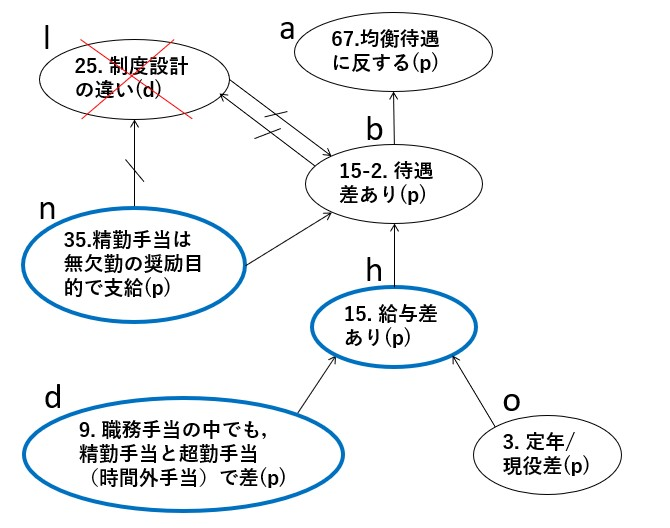 l
25. 制度設計
の違い(d)
a
67.均衡待遇
に反する(p)
b
15-2. 待遇
差あり(p)
n
35.精勤手当は
無欠勤の奨励目
的で支給(p)
h
15. 給与差
あり(p)
d
9. 職務手当の中でも,
精勤手当と超勤手当
（時間外手当）で差(p)
o
3. 定年/
現役差(p)